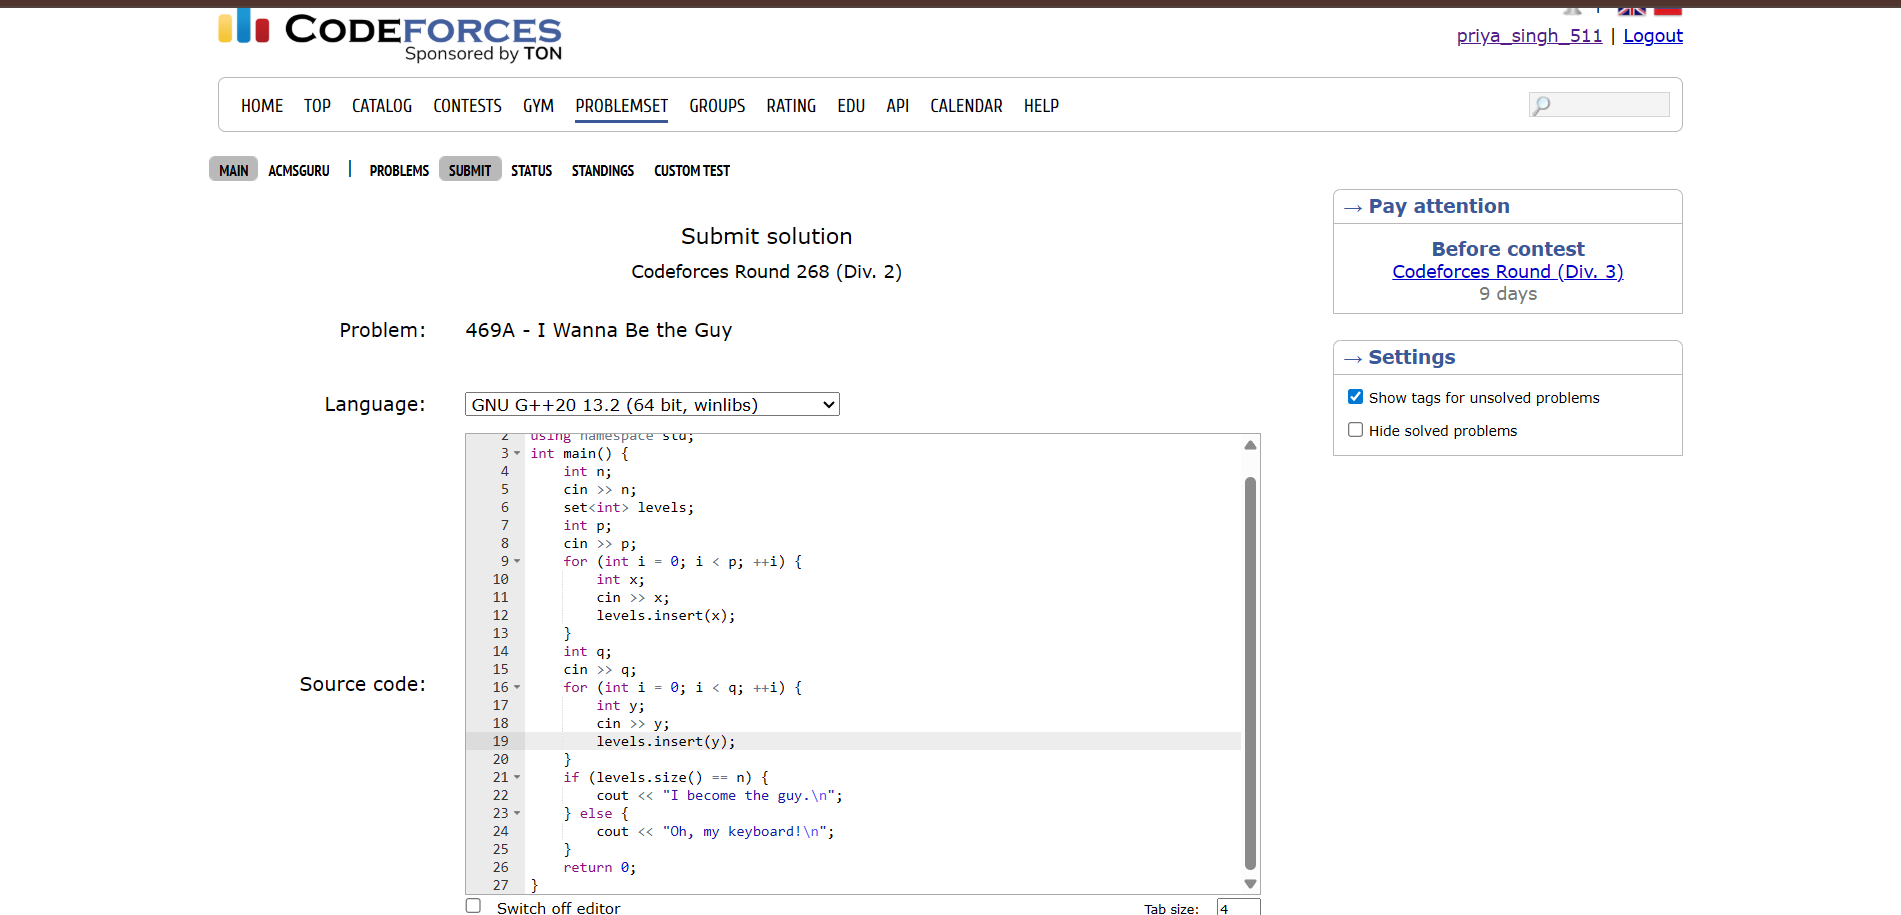 CODEFORCES
Sponsored by TON
priya_singh_511 | Logout
HOME TOP CATALOG CONTESTS GYM PROBLEMSET GROUPS RATING EDU API CALENDAR HELP
MAIN ACMSGURU | PROBLEMS SUBMIT STATUS STANDINGS CUSTOM TEST
Submit solution
Codeforces Round 268 (Div. 2)
Problem: 469A - I Wanna Be the Guy
Language: GNU G++20 13.2 (64 bit, winlibs)
Source code:
2 using namespace std;
3 int main() {
4     int n;
5     cin >> n;
6     set<int> levels;
7     int p;
8     cin >> p;
9     for (int i = 0; i < p; ++i) {
10         int x;
11         cin >> x;
12         levels.insert(x);
13     }
14     int q;
15     cin >> q;
16     for (int i = 0; i < q; ++i) {
17         int y;
18         cin >> y;
19         levels.insert(y);
20     }
21     if (levels.size() == n) {
22         cout << "I become the guy.\n";
23     } else {
24         cout << "Oh, my keyboard!\n";
25     }
26     return 0;
27 }
Switch off editor
Tab size: 4
→ Pay attention
Before contest
Codeforces Round (Div. 3)
9 days
→ Settings
Show tags for unsolved problems
Hide solved problems